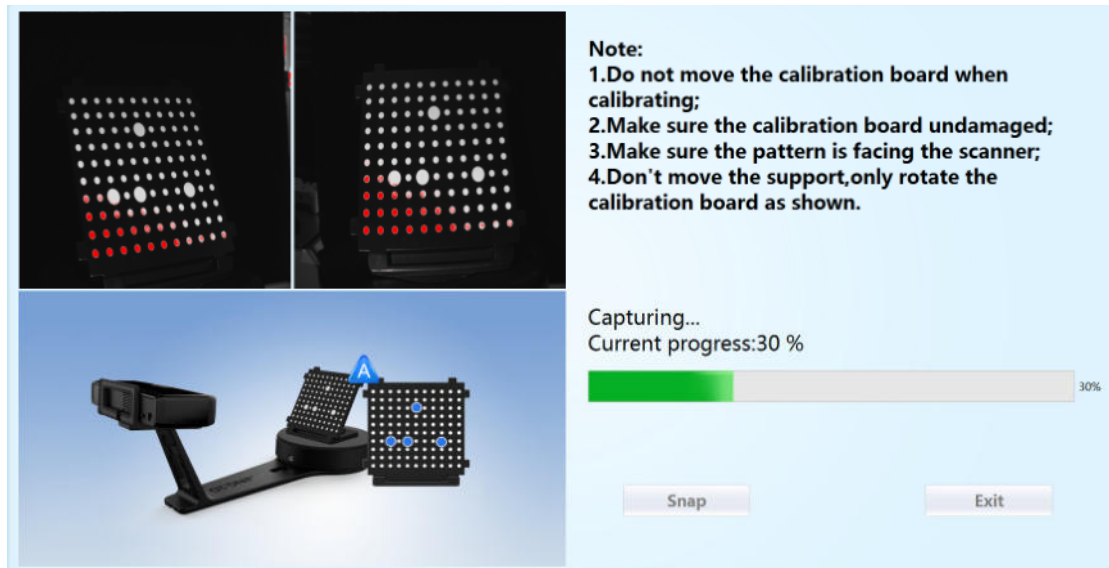 Note:
1.Do not move the calibration board when
calibrating;
2.Make sure the calibration board undamaged;
3.Make sure the pattern is facing the scanner;
4.Don't move the support,only rotate the
calibration board as shown.
A
Capturing...
Current progress:30 %
30%
Snap
Exit